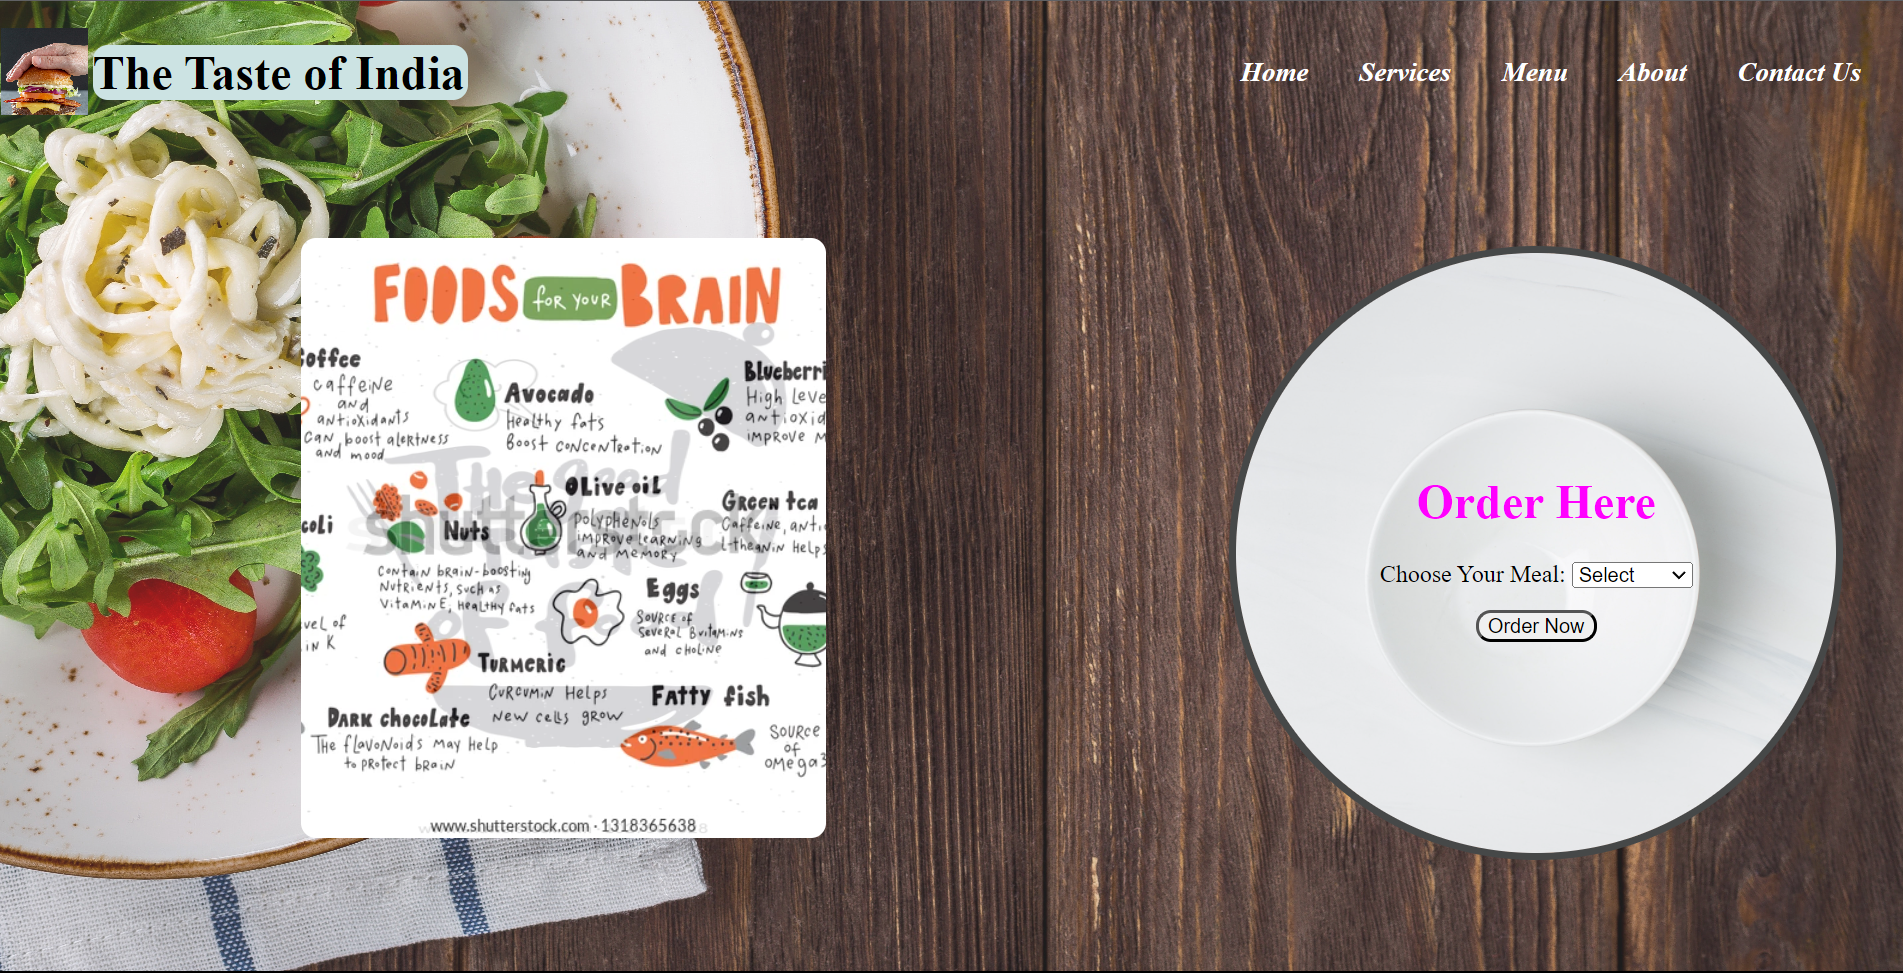 The Taste of India
Home Services Menu About Contact Us
FOODS for your BRAIN
offee
caffeine
and
antioxidants
can boost alertness
and mood
Avocado
Healthy fats
Boost concentration
Blueberri
High leve
antioxid
improve m
Nuts
contain brain-boosting
nutrients, such as
vitamin E, healthy fats
Olive oil
polyphenols
improve learning
and memory
Green tea
Caffeine, anti
L-theanin helps
coli
vel of
in K
Eggs
Source of
several B vitamins
and choline
Turmeric
Curcumin Helps
new cells grow
Fatty fish
Source
of
omega3
Dark chocolate
The flavonoids may help
to protect brain
The good
of food!
shutterstock
www.shutterstock.com · 1318365638
Order Here
Choose Your Meal: Select
Order Now